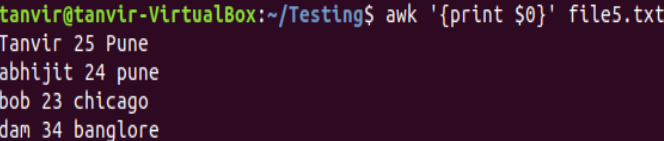 tanvir@tanvir-VirtualBox:~/Testing$ awk '{print $0}' file5.txt
Tanvir 25 Pune
abhijit 24 pune
bob 23 chicago
dam 34 banglore